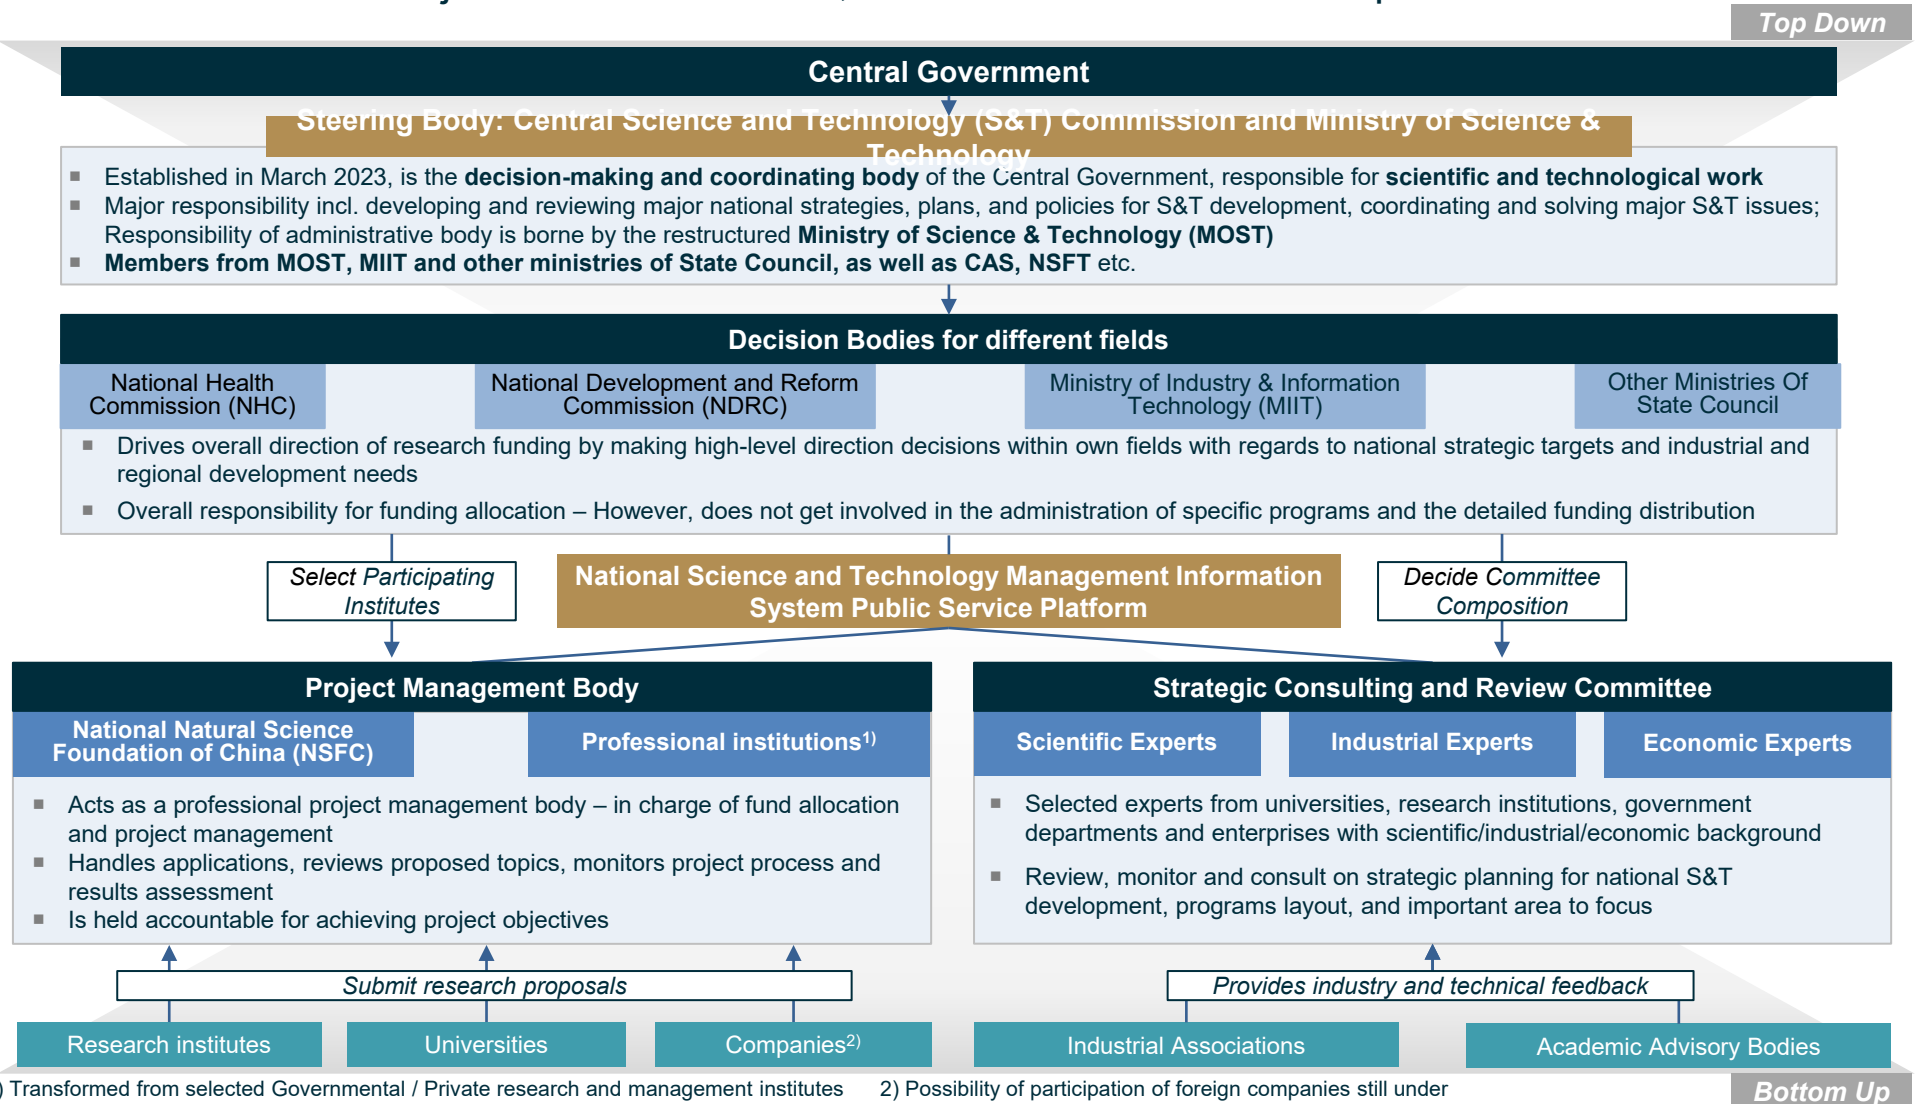 Top Down
Central Government
Steering Body: Central Science and Technology (S&T) Commission and Ministry of Science &
Technology
▪ Established in March 2023, is the decision-making and coordinating body of the Central Government, responsible for scientific and technological work
▪ Major responsibility incl. developing and reviewing major national strategies, plans, and policies for S&T development, coordinating and solving major S&T issues;
Responsibility of administrative body is borne by the restructured Ministry of Science & Technology (MOST)
▪ Members from MOST, MIIT and other ministries of State Council, as well as CAS, NSFT etc.
Decision Bodies for different fields
National Health
Commission (NHC)
National Development and Reform
Commission (NDRC)
Ministry of Industry & Information
Technology (MIIT)
Other Ministries Of
State Council
▪ Drives overall direction of research funding by making high-level direction decisions within own fields with regards to national strategic targets and industrial and
regional development needs
▪ Overall responsibility for funding allocation – However, does not get involved in the administration of specific programs and the detailed funding distribution
Select Participating
Institutes
National Science and Technology Management Information
System Public Service Platform
Decide Committee
Composition
Project Management Body
National Natural Science
Foundation of China (NSFC)
Professional institutions1)
▪ Acts as a professional project management body – in charge of fund allocation
and project management
▪ Handles applications, reviews proposed topics, monitors project process and
results assessment
▪ Is held accountable for achieving project objectives
Strategic Consulting and Review Committee
Scientific Experts
Industrial Experts
Economic Experts
▪ Selected experts from universities, research institutions, government
departments and enterprises with scientific/industrial/economic background
▪ Review, monitor and consult on strategic planning for national S&T
development, programs layout, and important area to focus
Submit research proposals
Provides industry and technical feedback
Research institutes
Universities
Companies2)
Industrial Associations
Academic Advisory Bodies
) Transformed from selected Governmental / Private research and management institutes 2) Possibility of participation of foreign companies still under
Bottom Up